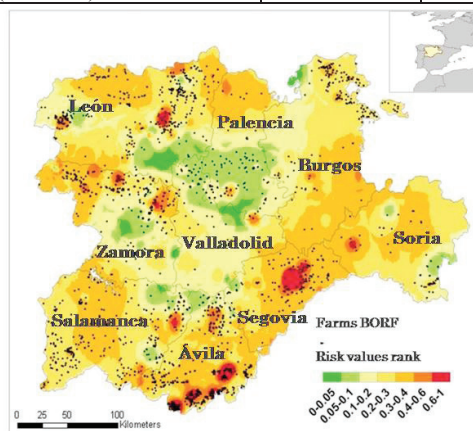 León
Palencia
Burgos
Soria
Valladolid
Zamora
Segovia
Salamanca
Ávila
Farms BORF
Risk values rank
0-0.05
0.05-0.1
0.1-0.2
0.2-0.3
0.3-0.4
0.4-0.6
0.6-1
0 25 50 100
Kilometers